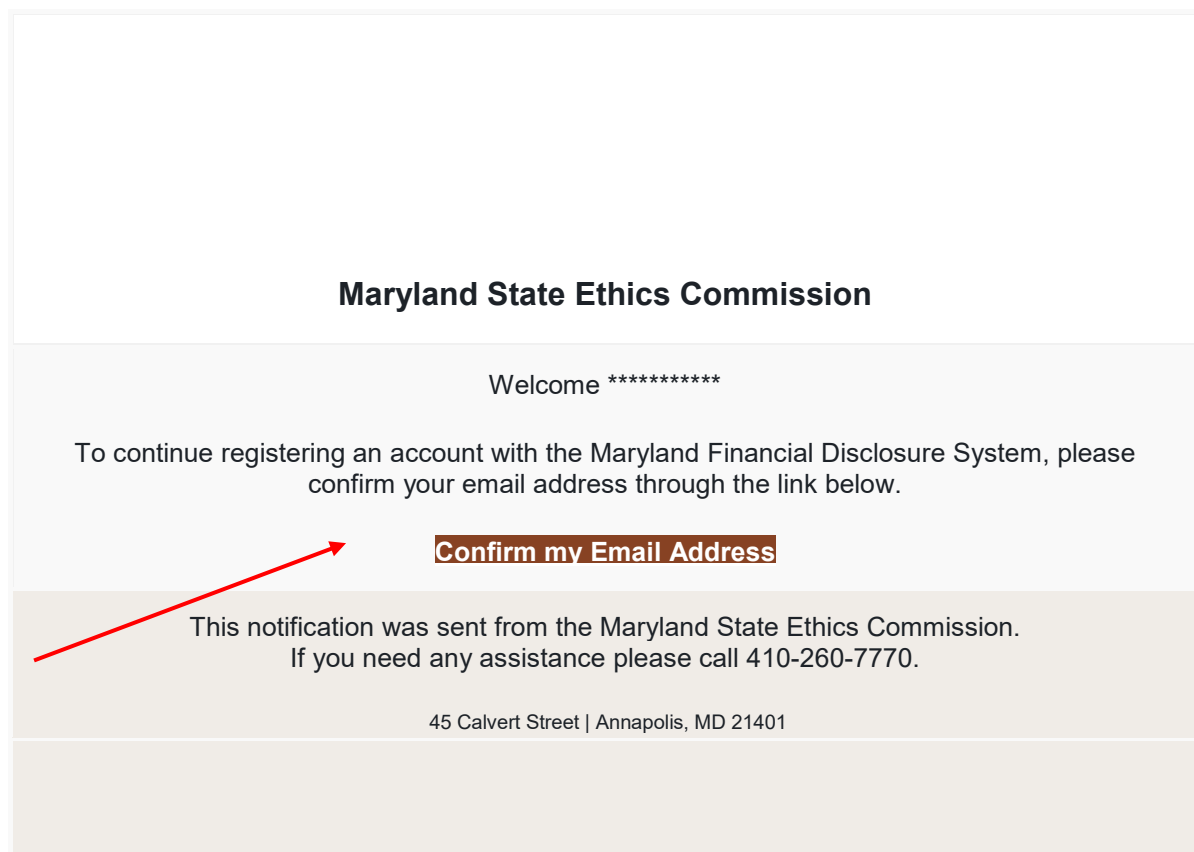 Maryland State Ethics Commission
Welcome ***********
To continue registering an account with the Maryland Financial Disclosure System, please
confirm your email address through the link below.
Confirm my Email Address
This notification was sent from the Maryland State Ethics Commission.
If you need any assistance please call 410-260-7770.
45 Calvert Street | Annapolis, MD 21401